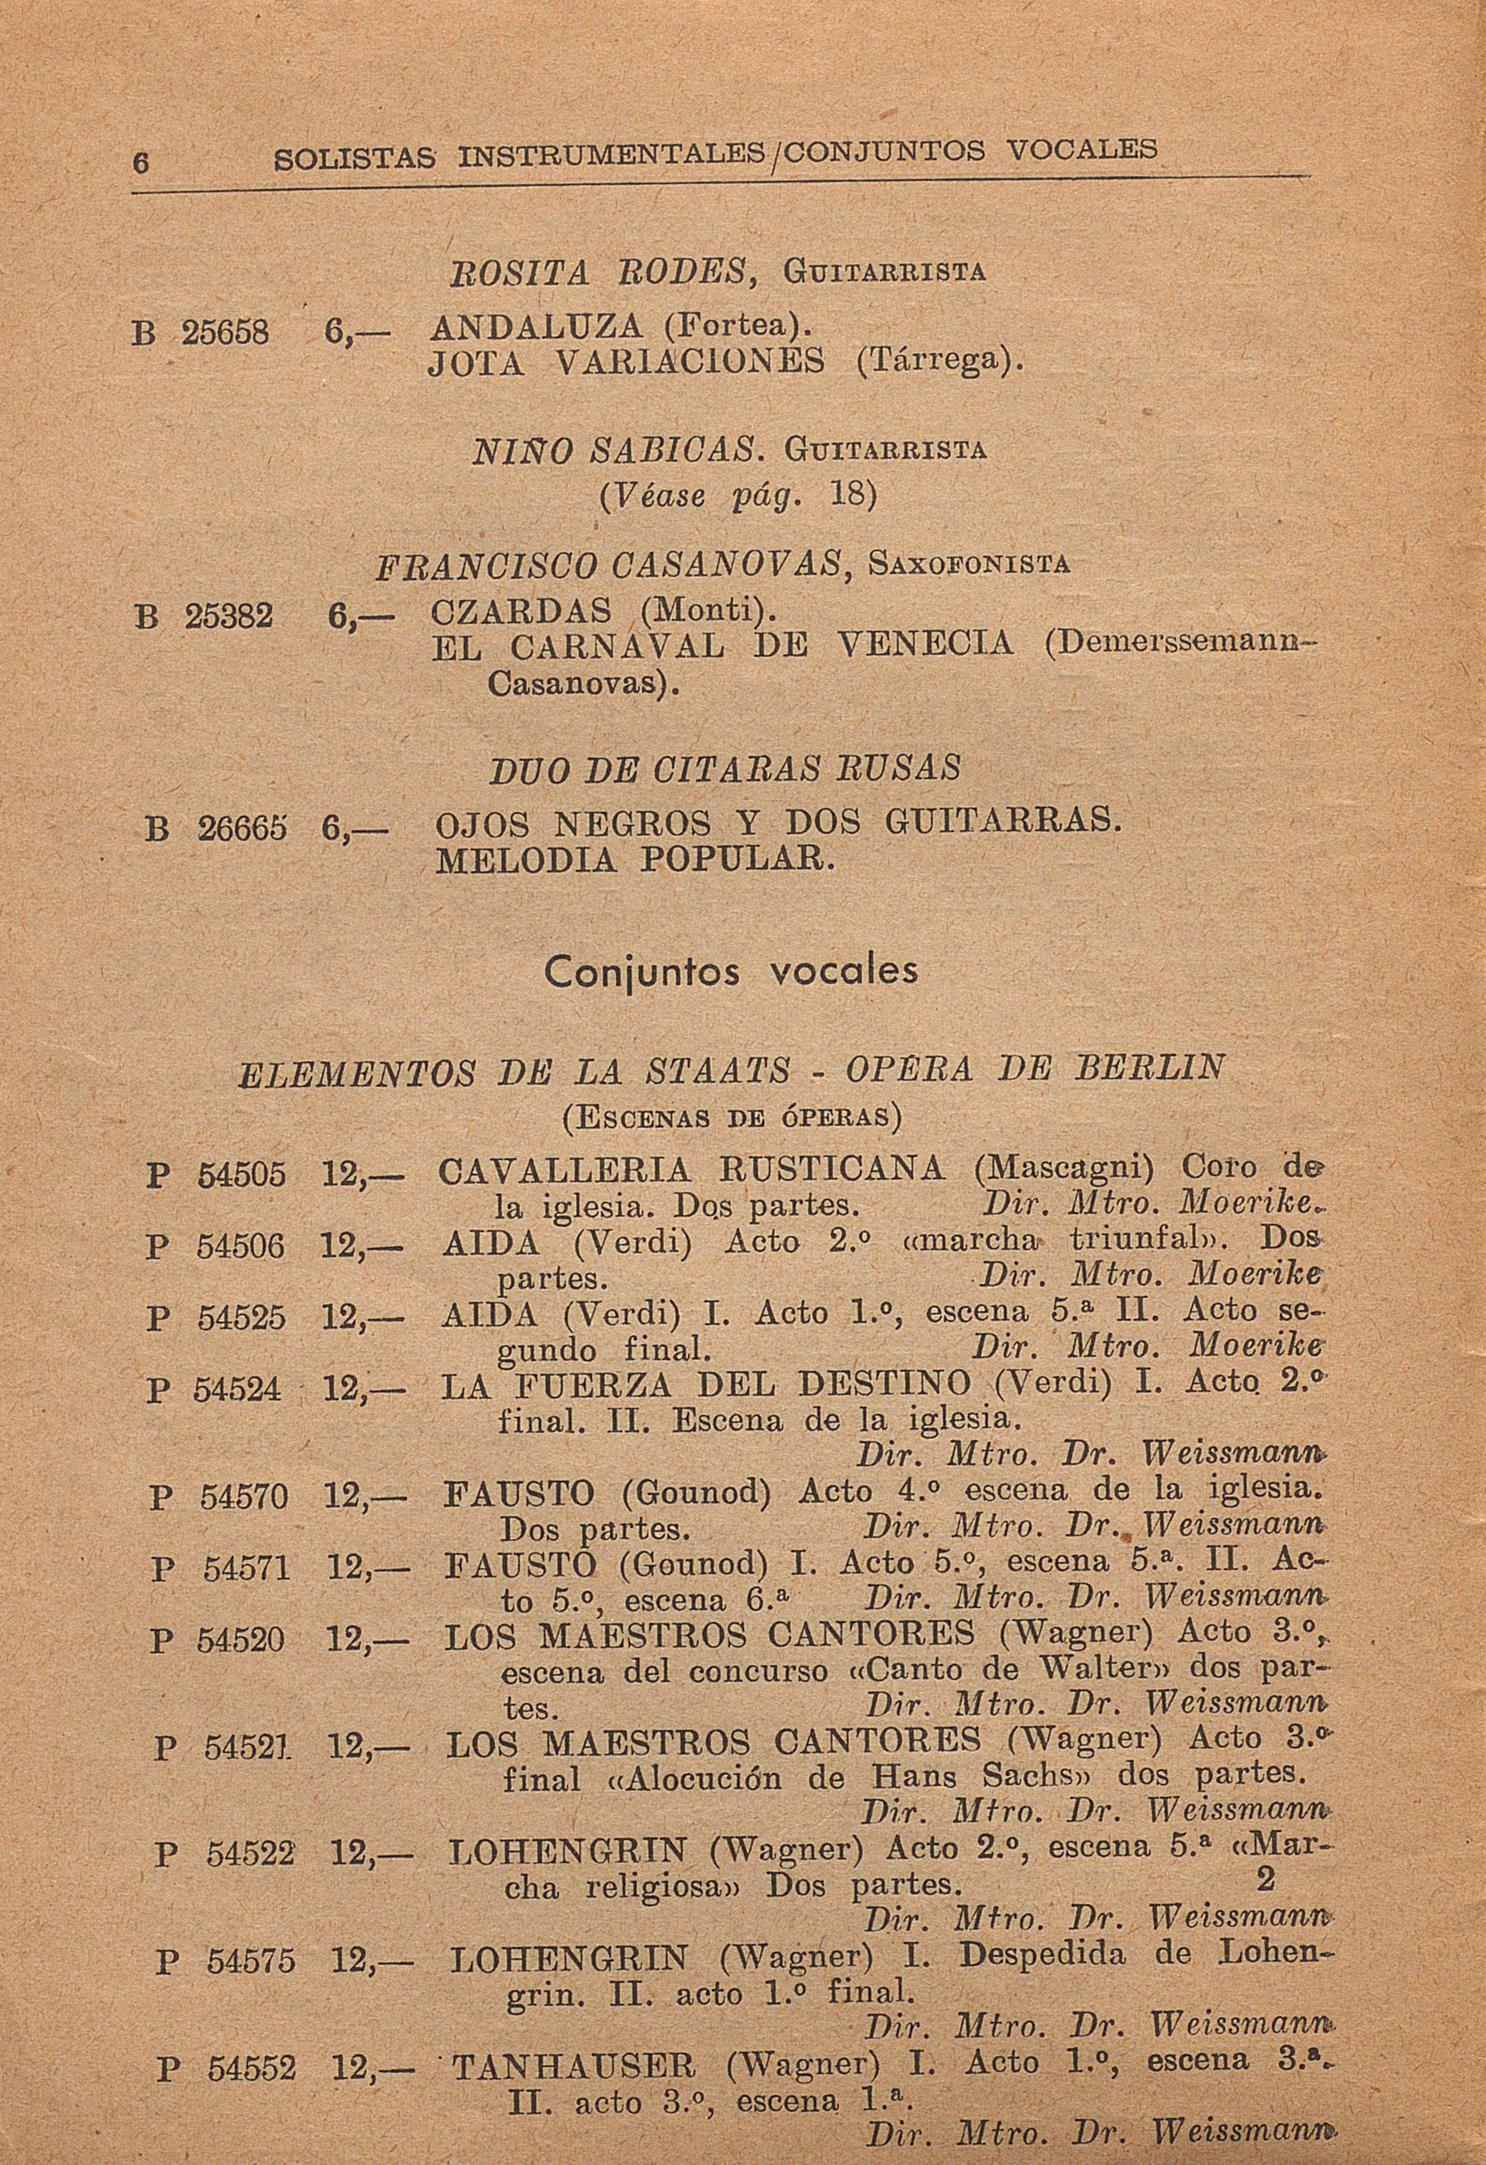 6 SOLISTAS INSTRUMENTALES/CONJUNTOS VOCALES
ROSITA RODES, GUITARRISTA
B 25658 6,— ANDALUZA (Fortea).
JOTA VARIACIONES (Tárrega).
NIÑO SABICAS. GUITARRISTA
(Véase pág. 18)
FRANCISCO CASANOVAS, SAXOFONISTA
B 25382 6,— CZARDAS (Monti).
EL CARNAVAL DE VENECIA (Demerssemann-
Casanovas).
DUO DE CITARAS RUSAS
B 26665 6,— OJOS NEGROS Y DOS GUITARRAS.
MELODIA POPULAR.
Conjuntos vocales
ELEMENTOS DE LA STAATS - OPÉRA DE BERLIN
(ESCENAS DE ÓPERAS)
P 54505 12,— CAVALLERIA RUSTICANA (Mascagni) Coro de
la iglesia. Dos partes. Dir. Mtro. Moerike.
P 54506 12,— AIDA (Verdi) Acto 2.º «marcha triunfal». Dos
partes. Dir. Mtro. Moerike
P 54525 12,— AIDA (Verdi) I. Acto 1.º, escena 5.ª II. Acto se-
gundo final. Dir. Mtro. Moerike
P 54524 12,— LA FUERZA DEL DESTINO (Verdi) I. Acto 2.º
final. II. Escena de la iglesia.
Dir. Mtro. Dr. Weissmann
P 54570 12,— FAUSTO (Gounod) Acto 4.º escena de la iglesia.
Dos partes. Dir. Mtro. Dr. Weissmann
P 54571 12,— FAUSTO (Gounod) I. Acto 5.º, escena 5.ª. II. Ac-
to 5.º, escena 6.ª Dir. Mtro. Dr. Weissmann
P 54520 12,— LOS MAESTROS CANTORES (Wagner) Acto 3.º,
escena del concurso «Canto de Walter» dos par-
tes. Dir. Mtro. Dr. Weissmann
P 54521 12,— LOS MAESTROS CANTORES (Wagner) Acto 3.º
final «Alocución de Hans Sachs» dos partes.
Dir. Mtro. Dr. Weissmann
P 54522 12,— LOHENGRIN (Wagner) Acto 2.º, escena 5.ª «Mar-
cha religiosa» Dos partes. 2
Dir. Mtro. Dr. Weissmann
P 54575 12,— LOHENGRIN (Wagner) I. Despedida de Lohen-
grin. II. acto 1.º final.
Dir. Mtro. Dr. Weissmann
P 54552 12,— TANHAUSER (Wagner) I. Acto 1.º, escena 3.ª.
II. acto 3.º, escena 1.ª.
Dir. Mtro. Dr. Weissmann